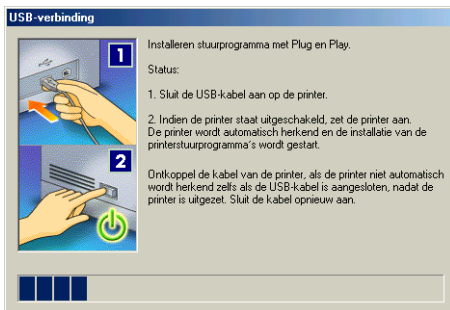 USB-verbinding
1
Installeren stuurprogramma met Plug en Play.
Status:
1. Sluit de USB-kabel aan op de printer.
2. Indien de printer staat uitgeschakeld, zet de printer aan.
De printer wordt automatisch herkend en de installatie van de
printerstuurprogramma's wordt gestart.
2
Ontkoppel de kabel van de printer, als de printer niet automatisch
wordt herkend zelfs als de USB-kabel is aangesloten, nadat de
printer is uitgezet. Sluit de kabel opnieuw aan.